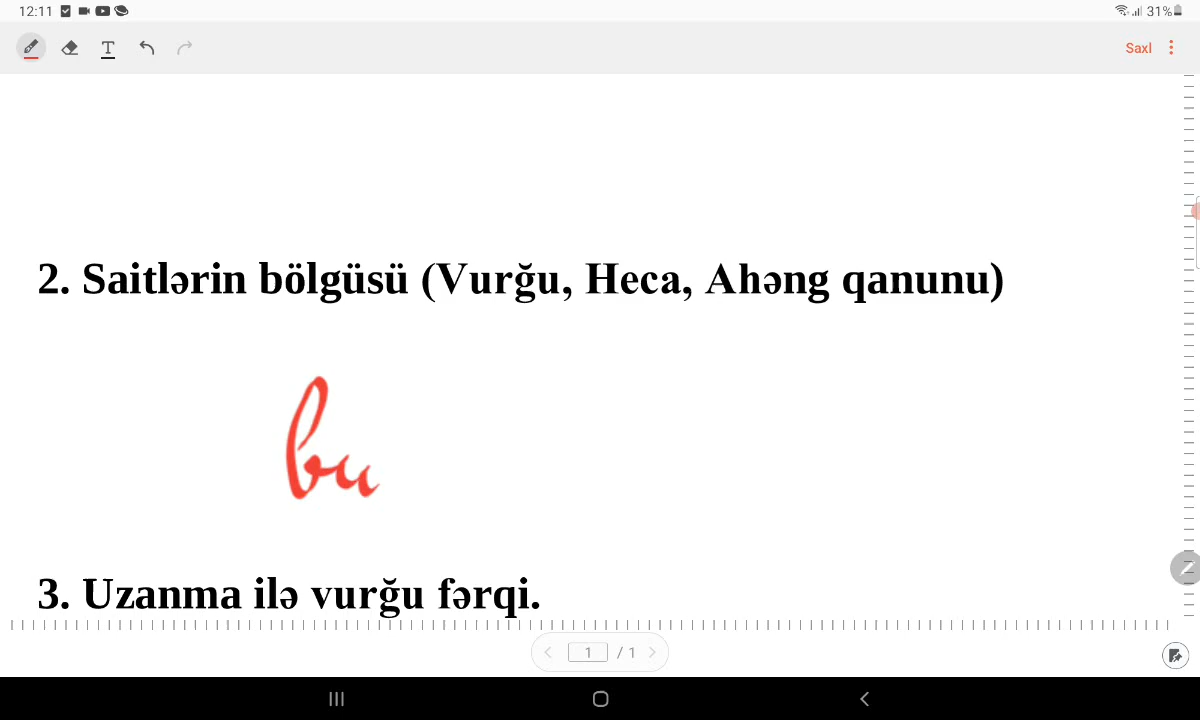 12:11
31%
T
Saxl
2. Saitlərin bölgüsü (Vurğu, Heca, Ahəng qanunu)
bu
3. Uzanma ilə vurğu fərqi.
1 / 1